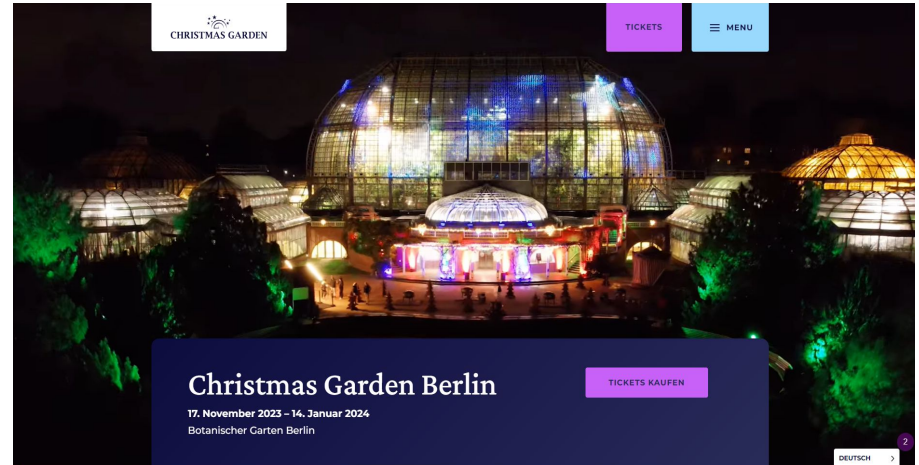 CHRISTMAS GARDEN
TICKETS
MENU
Christmas Garden Berlin
17. November 2023 – 14. Januar 2024
Botanischer Garten Berlin
TICKETS KAUFEN
2
DEUTSCH